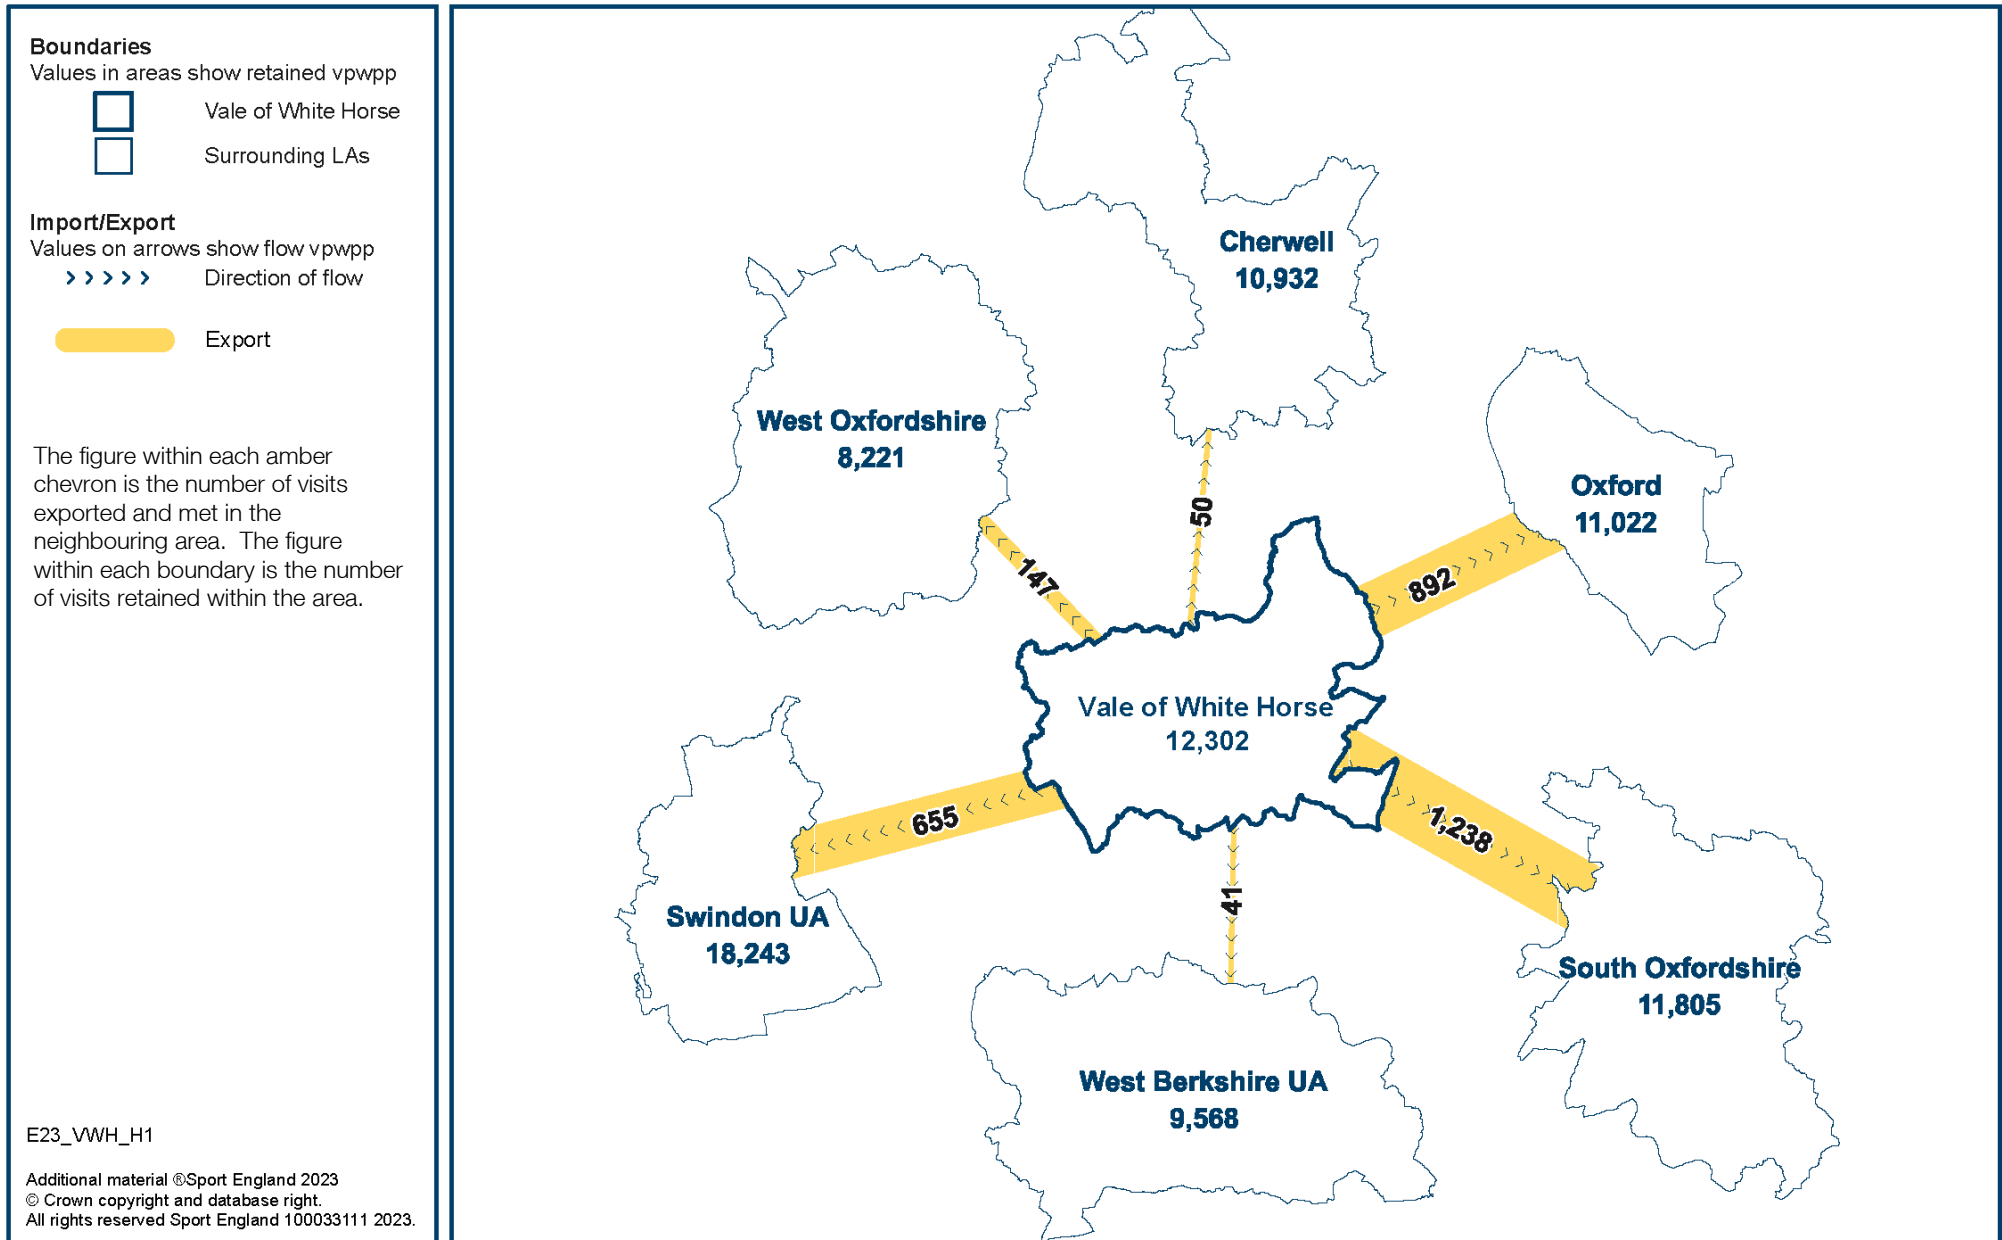 Boundaries
Values in areas show retained vpwpp
Vale of White Horse
Surrounding LAs
Import/Export
Values on arrows show flow vpwpp
Direction of flow
Export
The figure within each amber
chevron is the number of visits
exported and met in the
neighbouring area.  The figure
within each boundary is the number
of visits retained within the area.
E23_VWH_H1
Additional material ®Sport England 2023
© Crown copyright and database right.
All rights reserved Sport England 100033111 2023.
Cherwell
10,932
West Oxfordshire
8,221
Oxford
11,022
50
147
892
Vale of White Horse
12,302
655
1,238
41
Swindon UA
18,243
South Oxfordshire
11,805
West Berkshire UA
9,568